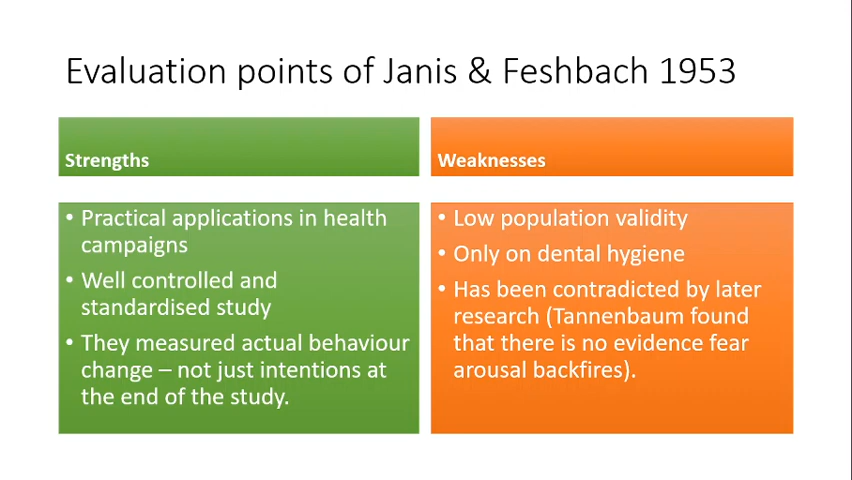 Evaluation points of Janis & Feshbach 1953
Strengths
• Practical applications in health
campaigns
• Well controlled and
standardised study
• They measured actual behaviour
change – not just intentions at
the end of the study.
Weaknesses
• Low population validity
• Only on dental hygiene
• Has been contradicted by later
research (Tannenbaum found
that there is no evidence fear
arousal backfires).